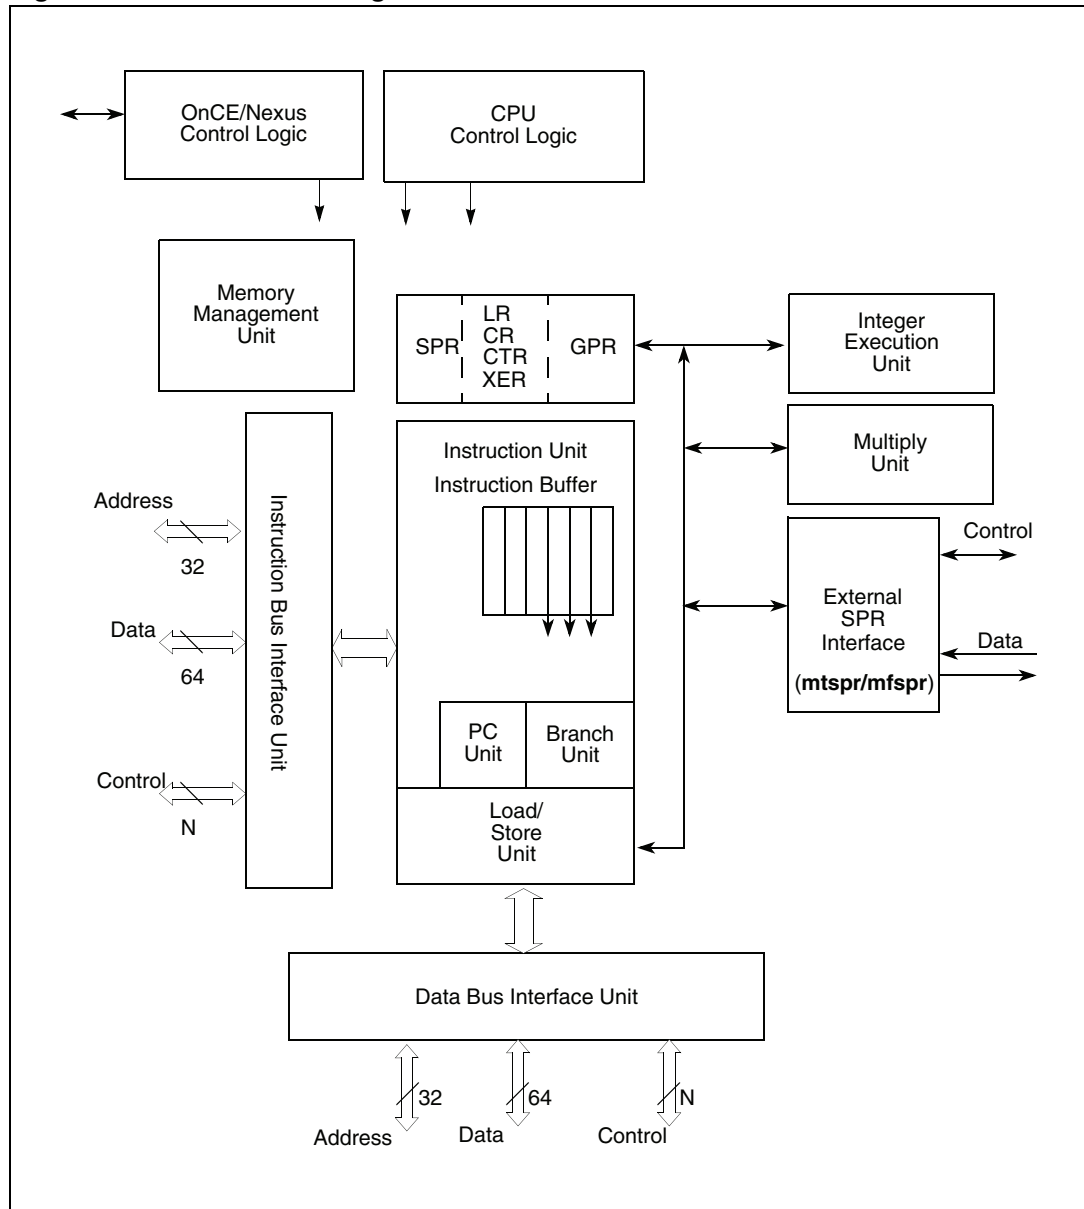 OnCE/Nexus
Control Logic
CPU
Control Logic
Memory
Management
Unit
SPR
LR
CR
CTR
XER
GPR
Integer
Execution
Unit
Instruction Unit
Instruction Buffer
Multiply
Unit
Address
32
Data
64
Control
N
Instruction Bus Interface Unit
External
SPR
Interface
(mtspr/mfspr)
Control
Data
PC
Unit
Branch
Unit
Load/
Store
Unit
Data Bus Interface Unit
32
64
N
Address
Data
Control